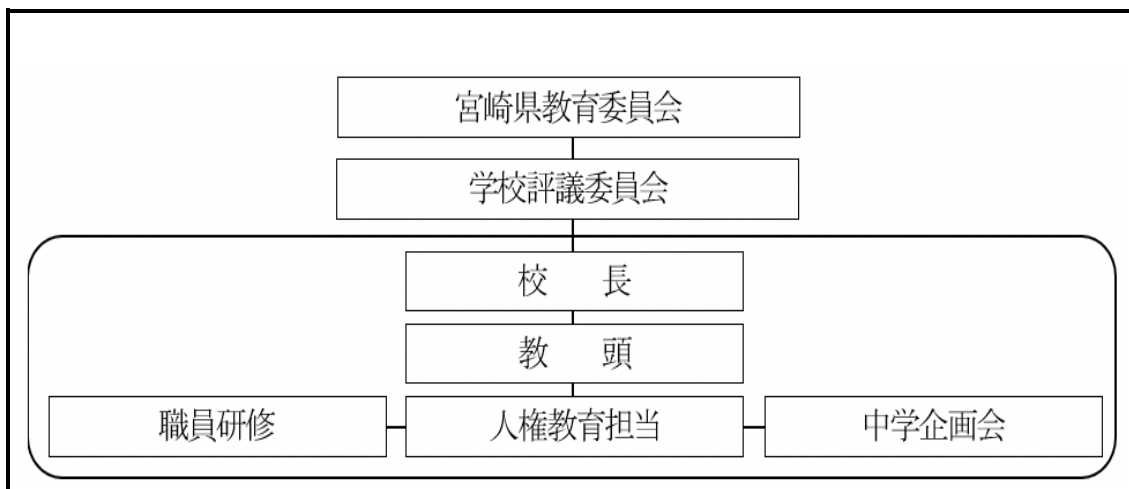 宮崎県教育委員会
学校評議委員会
校　　長
教　　頭
職員研修　人権教育担当　中学企画会